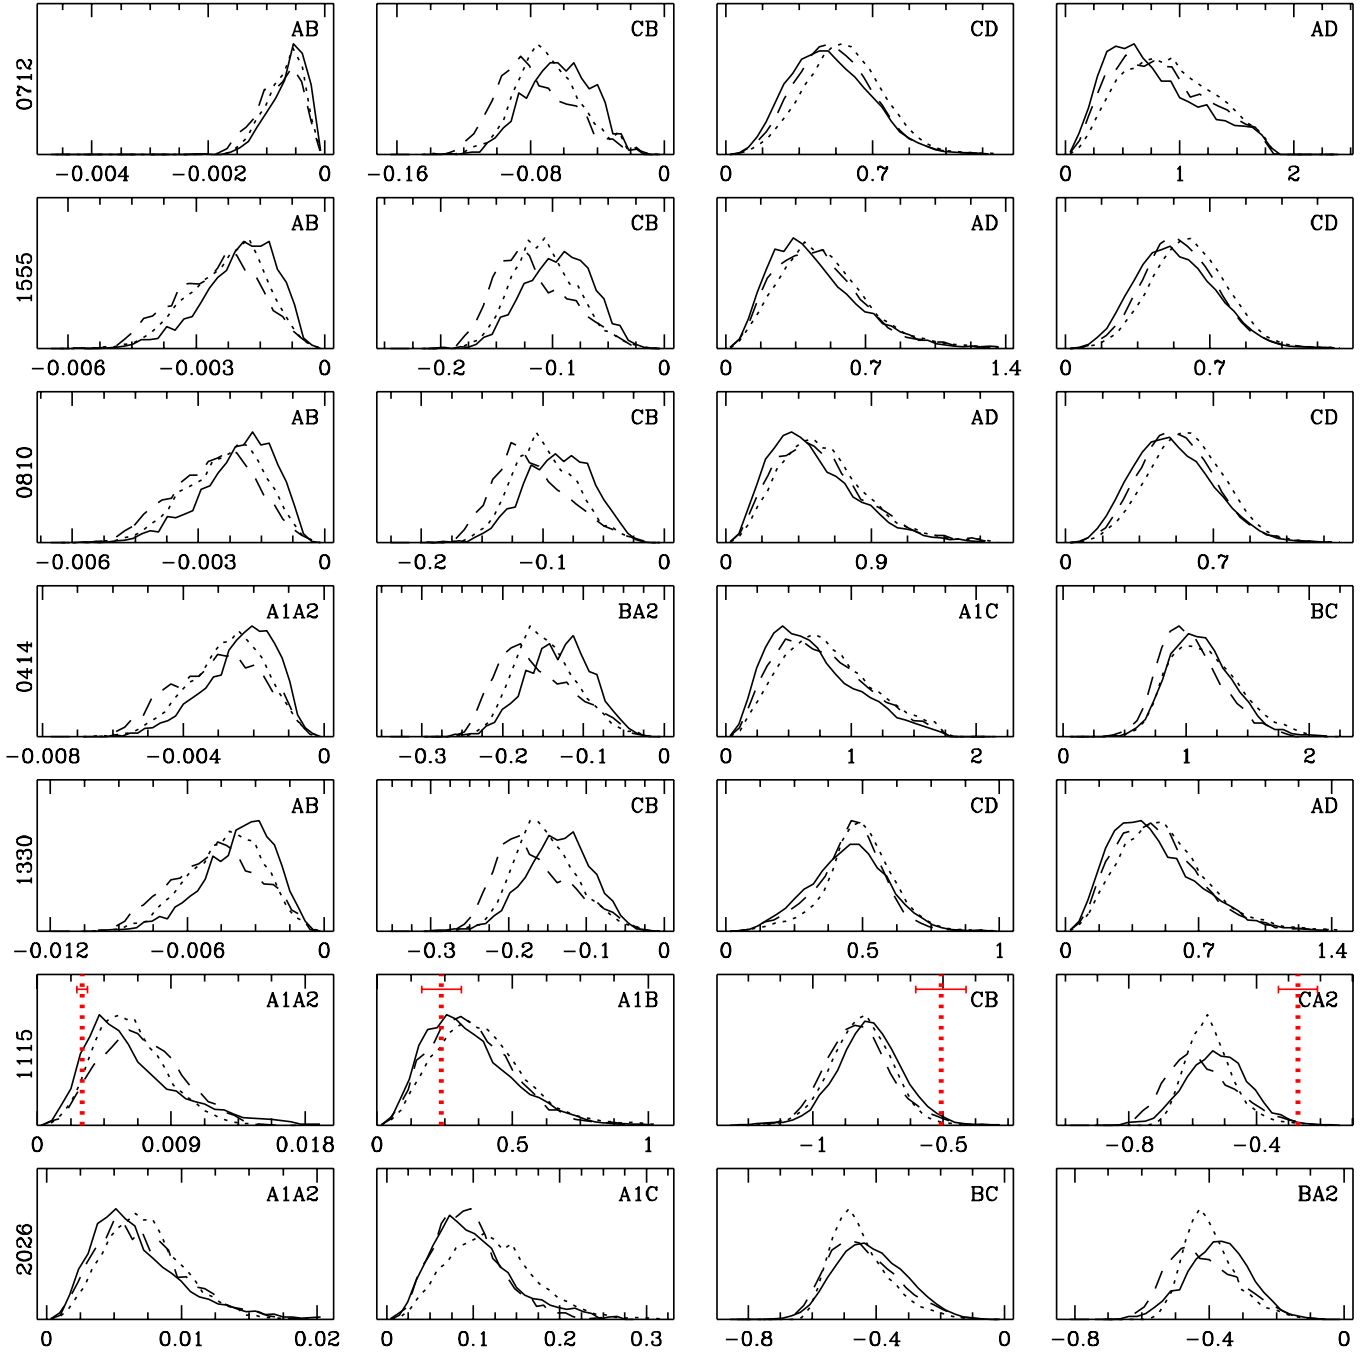 0712
AB
CB
CD
AD
-0.004 -0.002 0
-0.16 -0.08 0
0 0.7
0 1 2
1555
AB
CB
AD
CD
-0.006 -0.003 0
-0.2 -0.1 0
0 0.7 1.4
0 0.7
0810
AB
CB
AD
CD
-0.006 -0.003 0
-0.2 -0.1 0
0 0.9
0 0.7
0414
A1A2
BA2
A1C
BC
-0.008 -0.004 0
-0.3 -0.2 -0.1 0
0 1 2
0 1 2
1330
AB
CB
CD
AD
-0.012 -0.006 0
-0.3 -0.2 -0.1 0
0 0.5 1
0 0.7 1.4
1115
A1A2
A1B
CB
CA2
0 0.009 0.018
0 0.5 1
-1 -0.5
-0.8 -0.4
2026
A1A2
A1C
BC
BA2
0 0.01 0.02
0 0.1 0.2 0.3
-0.8 -0.4 0
-0.8 -0.4 0